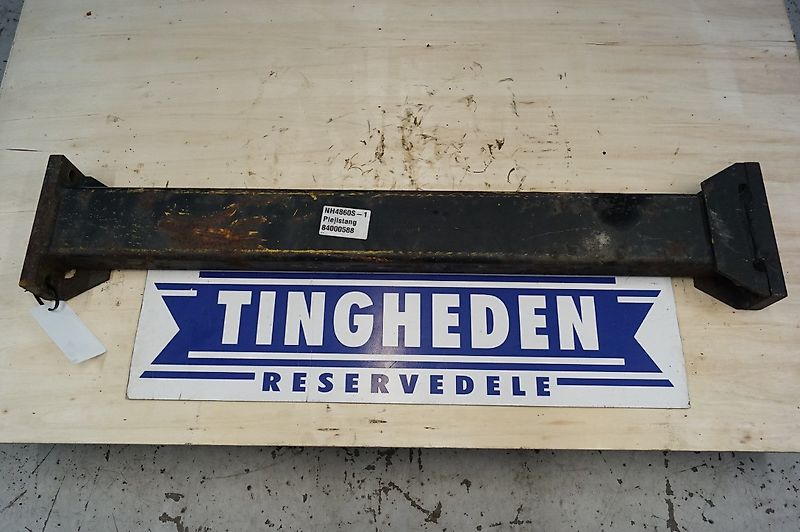 NH4860S-1
Plejlstang
84000588
TINGHEDEN
RESERVEDELE